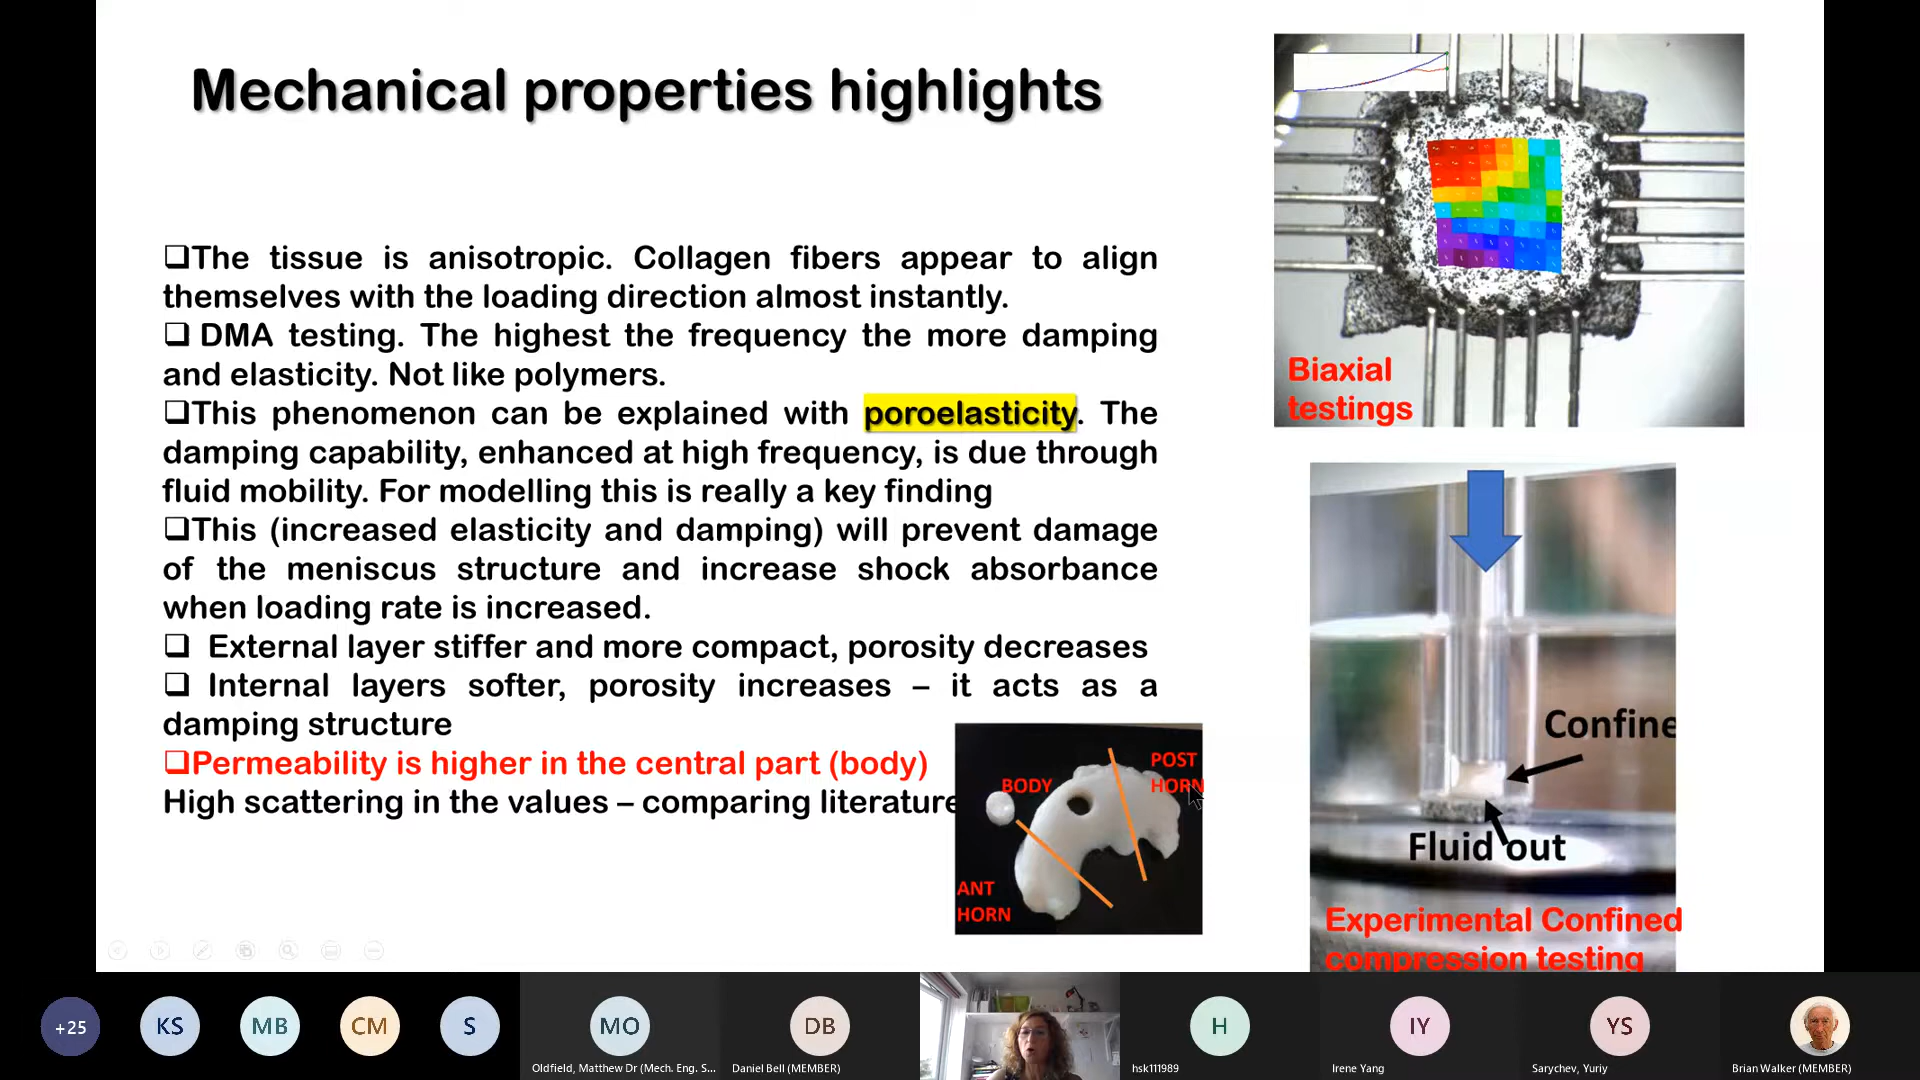 Mechanical properties highlights
❑The tissue is anisotropic. Collagen fibers appear to align
themselves with the loading direction almost instantly.
❑ DMA testing. The highest the frequency the more damping
and elasticity. Not like polymers.
❑This phenomenon can be explained with poroelasticity. The
damping capability, enhanced at high frequency, is due through
fluid mobility. For modelling this is really a key finding
❑This (increased elasticity and damping) will prevent damage
of the meniscus structure and increase shock absorbance
when loading rate is increased.
❑ External layer stiffer and more compact, porosity decreases
❑ Internal layers softer, porosity increases – it acts as a
damping structure
❑Permeability is higher in the central part (body)
High scattering in the values – comparing literature
BODY
POST
HORN
ANT
HORN
Biaxial
testings
Confine
Fluid out
Experimental Confined
compression testing
+25
KS
MB
CM
S
MO
Oldfield, Matthew Dr (Mech. Eng. S...
DB
Daniel Bell (MEMBER)
H
hsk111989
IY
Irene Yang
YS
Sarychev, Yuriy
Brian Walker (MEMBER)